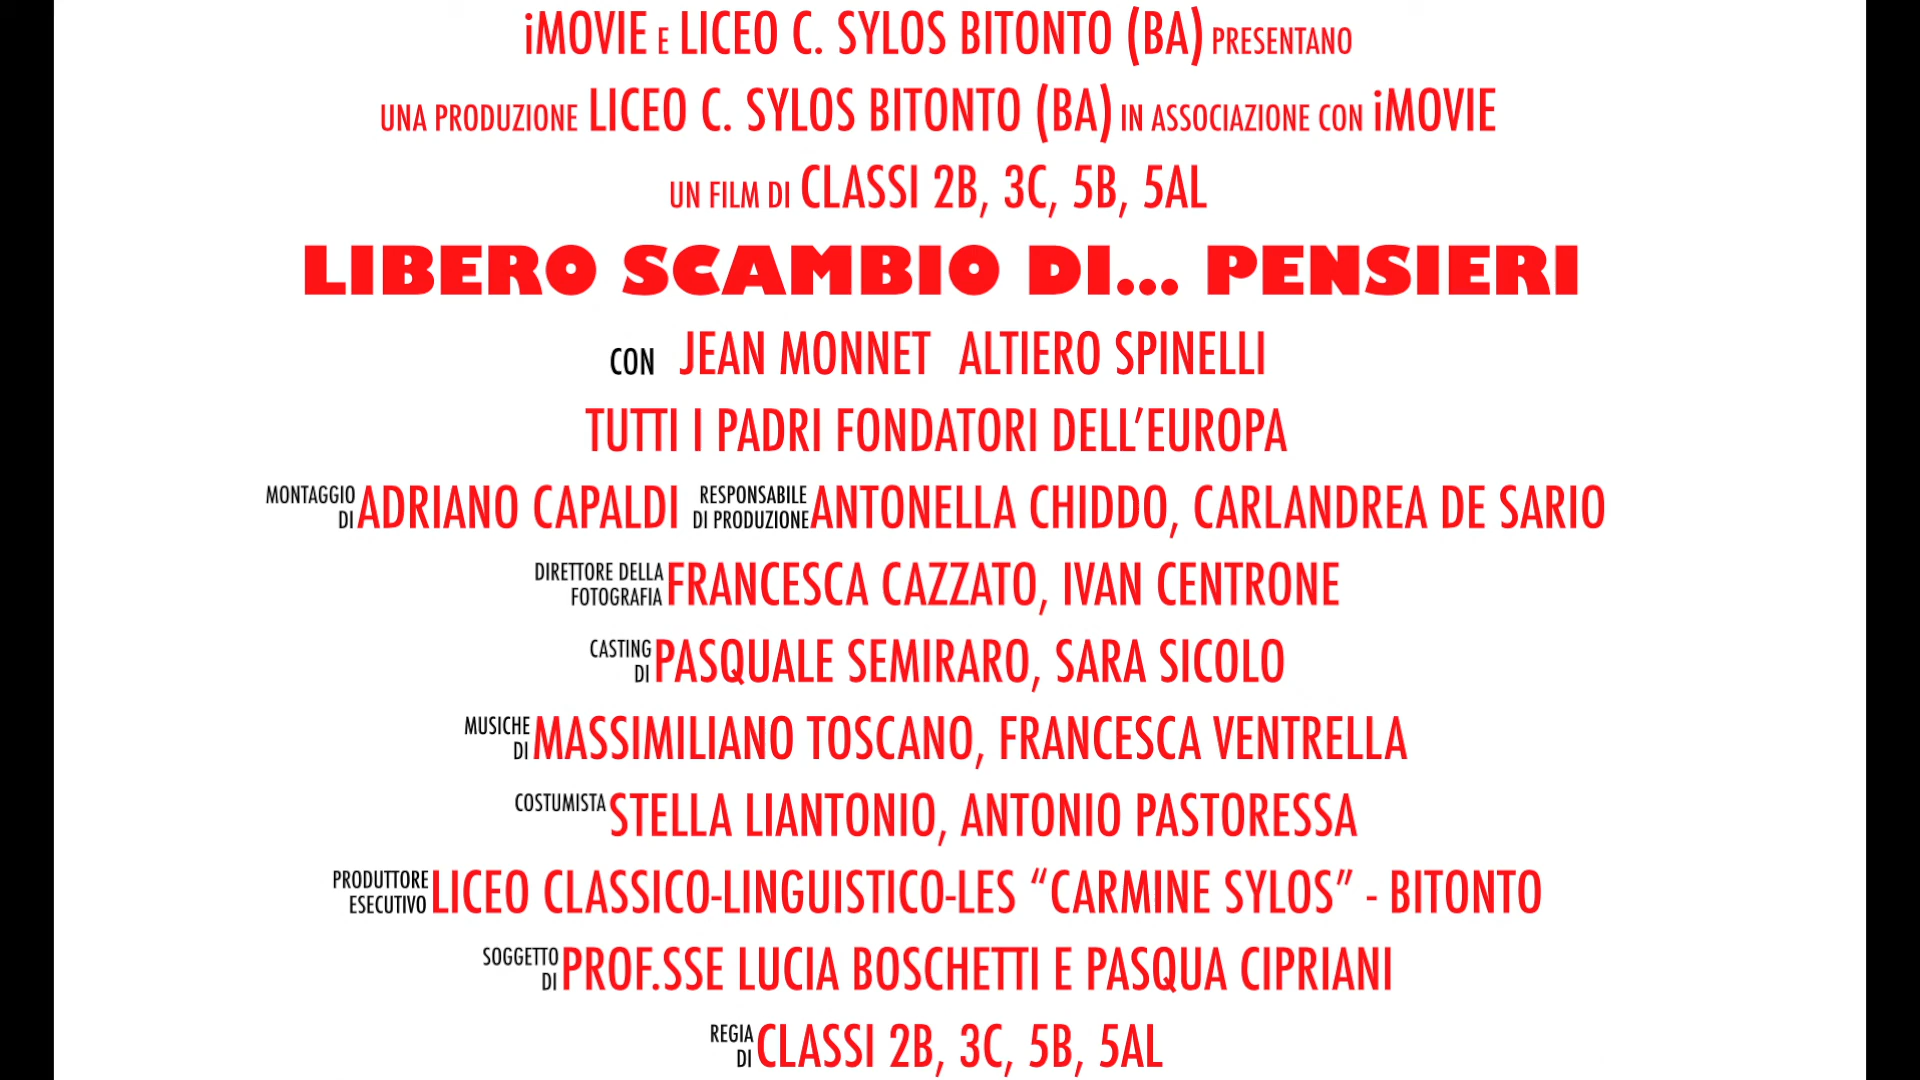 iMOVIE E LICEO C. SYLOS BITONTO (BA) PRESENTANO
UNA PRODUZIONE LICEO C. SYLOS BITONTO (BA) IN ASSOCIAZIONE CON iMOVIE
UN FILM DI CLASSI 2B, 3C, 5B, 5AL
LIBERO SCAMBIO DI... PENSIERI
CON JEAN MONNET ALTIERO SPINELLI
TUTTI I PADRI FONDATORI DELL’EUROPA
MONTAGGIO DI ADRIANO CAPALDI RESPONSABILE DI PRODUZIONE ANTONELLA CHIDDO, CARLANDREA DE SARIO
DIRETTORE DELLA FOTOGRAFIA FRANCESCA CAZZATO, IVAN CENTRONE
CASTING DI PASQUALE SEMIRARO, SARA SICOLO
MUSICHE DI MASSIMILIANO TOSCANO, FRANCESCA VENTRELLA
COSTUMISTA STELLA LIANTONIO, ANTONIO PASTORESSA
PRODUTTORE ESECUTIVO LICEO CLASSICO-LINGUISTICO-LES “CARMINE SYLOS” - BITONTO
SOGGETTO DI PROF.SSE LUCIA BOSCHETTI E PASQUA CIPRIANI
REGIA DI CLASSI 2B, 3C, 5B, 5AL